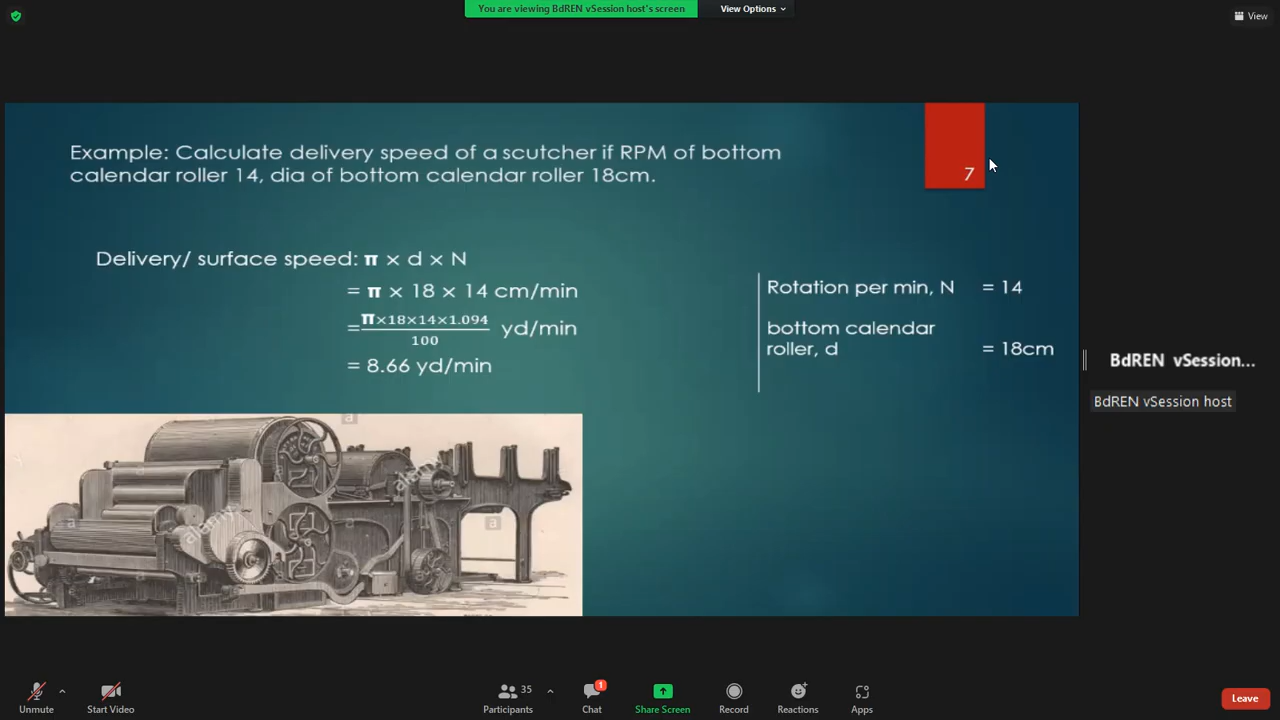 You are viewing BdREN vSession host's screen
View Options
View
Example: Calculate delivery speed of a scutcher if RPM of bottom
calendar roller 14, dia of bottom calendar roller 18cm.
7
Delivery/ surface speed: π × d × N
= π × 18 × 14 cm/min
=π×18×14×1.094/100 yd/min
= 8.66 yd/min
Rotation per min, N = 14
bottom calendar
roller, d = 18cm
BdREN vSession...
BdREN vSession host
a
alamy
a
alamy
a
a
Unmute
Start Video
35
Participants
1
Chat
Share Screen
Record
Reactions
Apps
Leave